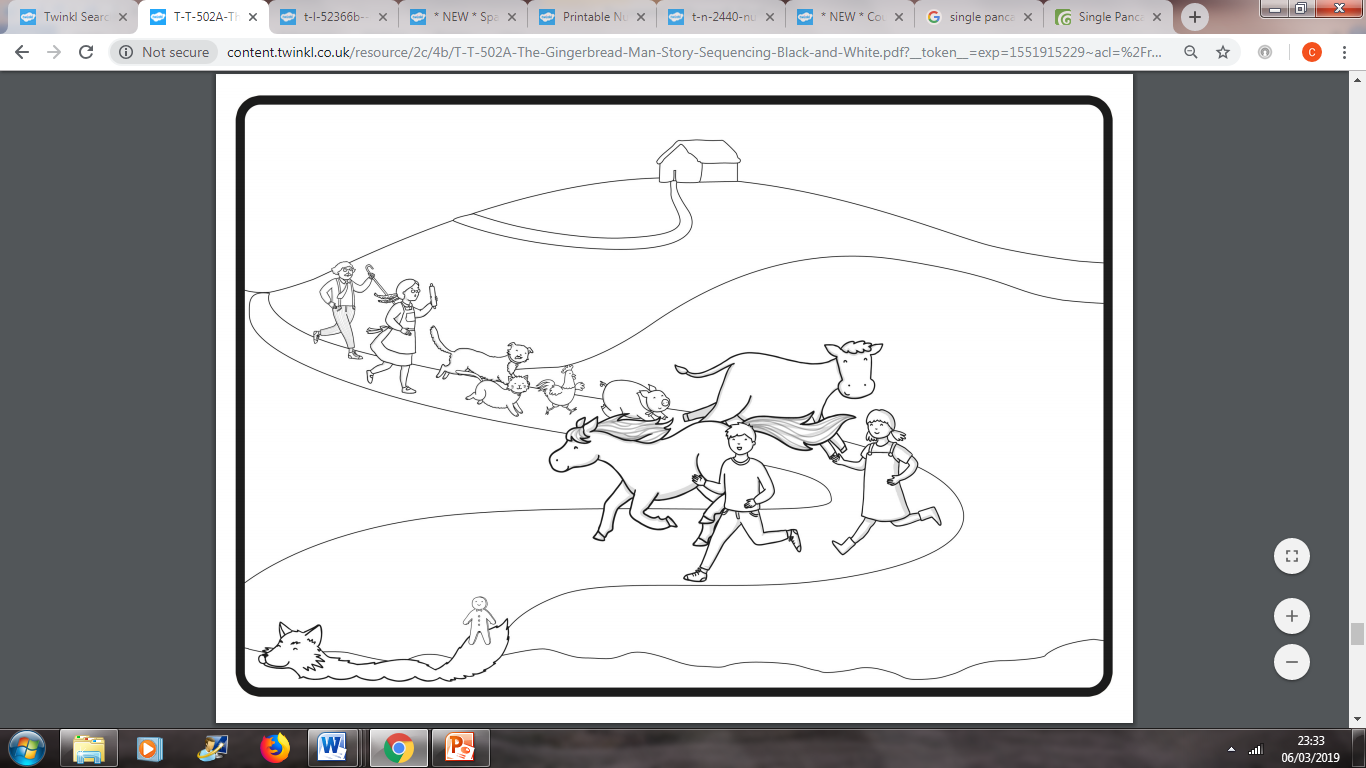 Twinkl Searc
T-T-502A-Th
t-l-52366b-
* NEW * Spa
Printable Nu
t-n-2440-nu
* NEW * Cou
single panca
Single Panca
Not secure
content.twinkl.co.uk/resource/2c/4b/T-T-502A-The-Gingerbread-Man-Story-Sequencing-Black-and-White.pdf?__token__=exp=1551915229~acl=%2Fr...
C
23:33
06/03/2019